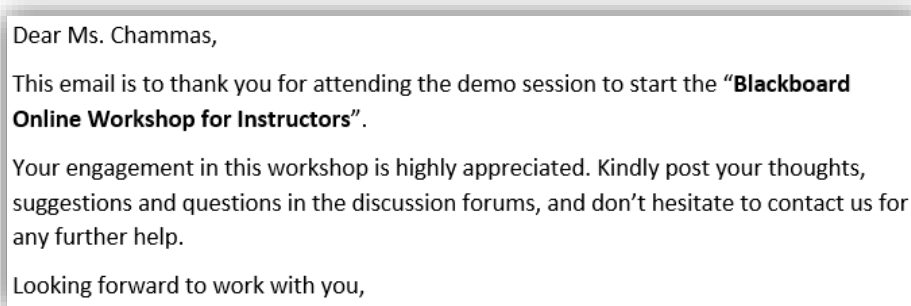 Dear Ms. Chammas,
This email is to thank you for attending the demo session to start the “Blackboard
Online Workshop for Instructors”.
Your engagement in this workshop is highly appreciated. Kindly post your thoughts,
suggestions and questions in the discussion forums, and don’t hesitate to contact us for
any further help.
Looking forward to work with you,